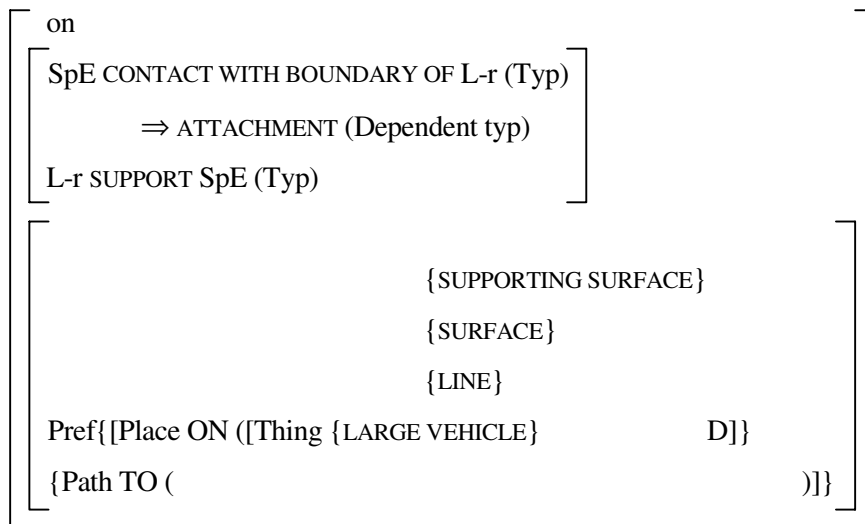 on
SpE CONTACT WITH BOUNDARY OF L-r (Typ)
⇒ ATTACHMENT (Dependent typ)
L-r SUPPORT SpE (Typ)
{SUPPORTING SURFACE}
{SURFACE}
{LINE}
Pref{[Place ON ([Thing {LARGE VEHICLE} D]}
{Path TO ( )]}